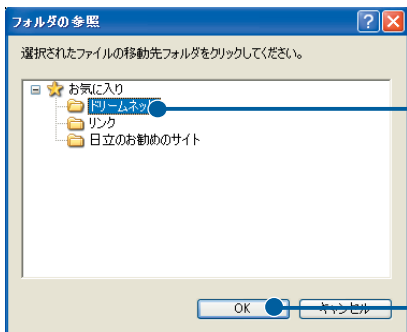 フォルダの参照
選択されたファイルの移動先フォルダをクリックしてください。
お気に入り
ドリームネット
リンク
日立のお勧めのサイト
OK キャンセル